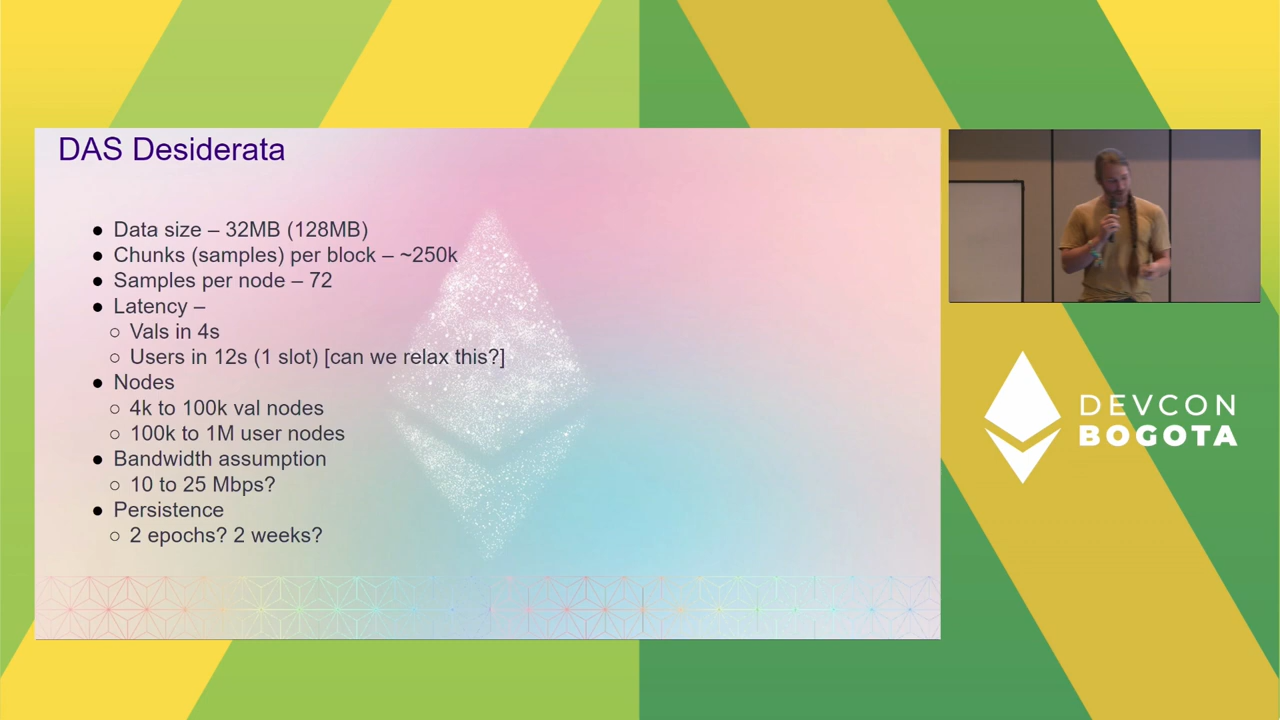 DAS Desiderata
● Data size – 32MB (128MB)
● Chunks (samples) per block – ~250k
● Samples per node – 72
● Latency –
○ Vals in 4s
○ Users in 12s (1 slot) [can we relax this?]
● Nodes
○ 4k to 100k val nodes
○ 100k to 1M user nodes
● Bandwidth assumption
○ 10 to 25 Mbps?
● Persistence
○ 2 epochs? 2 weeks?
DEVCON
BOGOTA